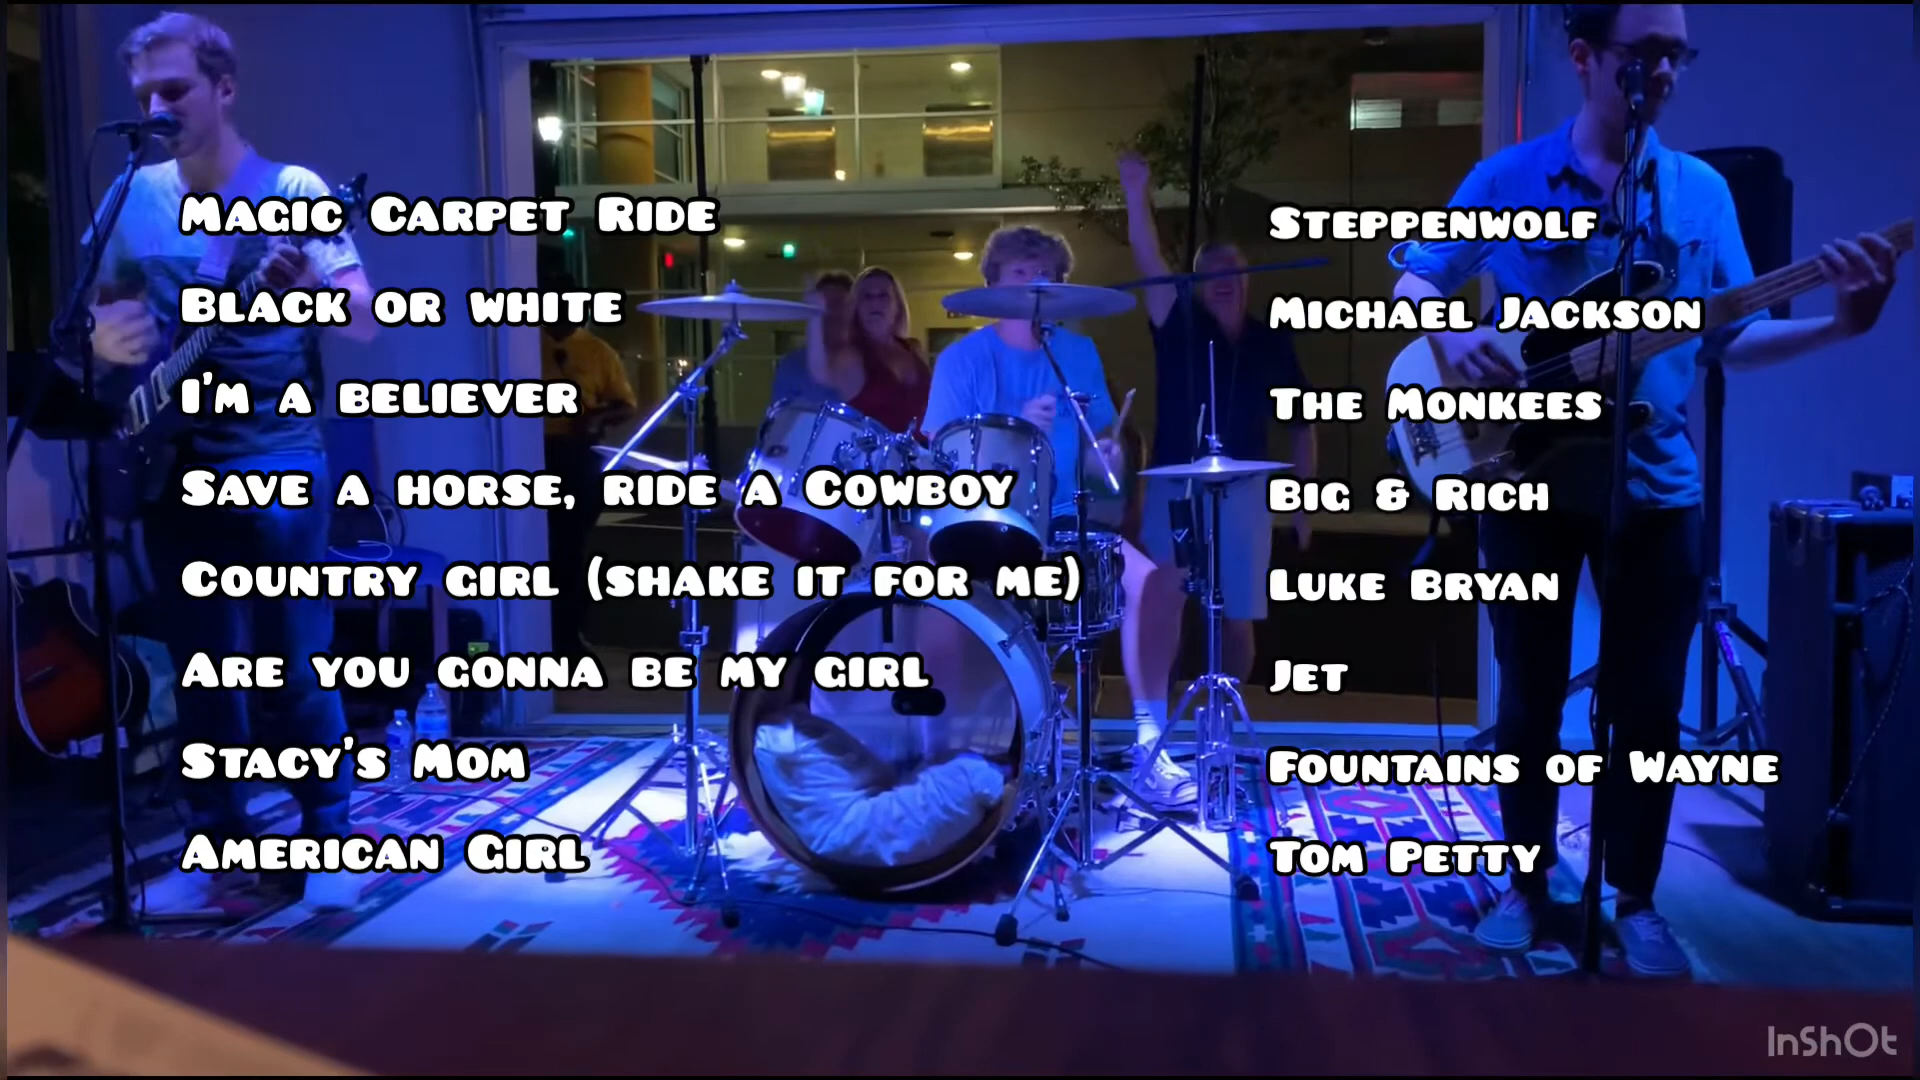 Magic Carpet Ride
Steppenwolf
Black or white
Michael Jackson
I'm a believer
The Monkees
Save a horse, ride a Cowboy
Big & Rich
Country girl (shake it for me)
Luke Bryan
Are you gonna be my girl
Jet
Stacy's Mom
Fountains of Wayne
American Girl
Tom Petty
InShOt